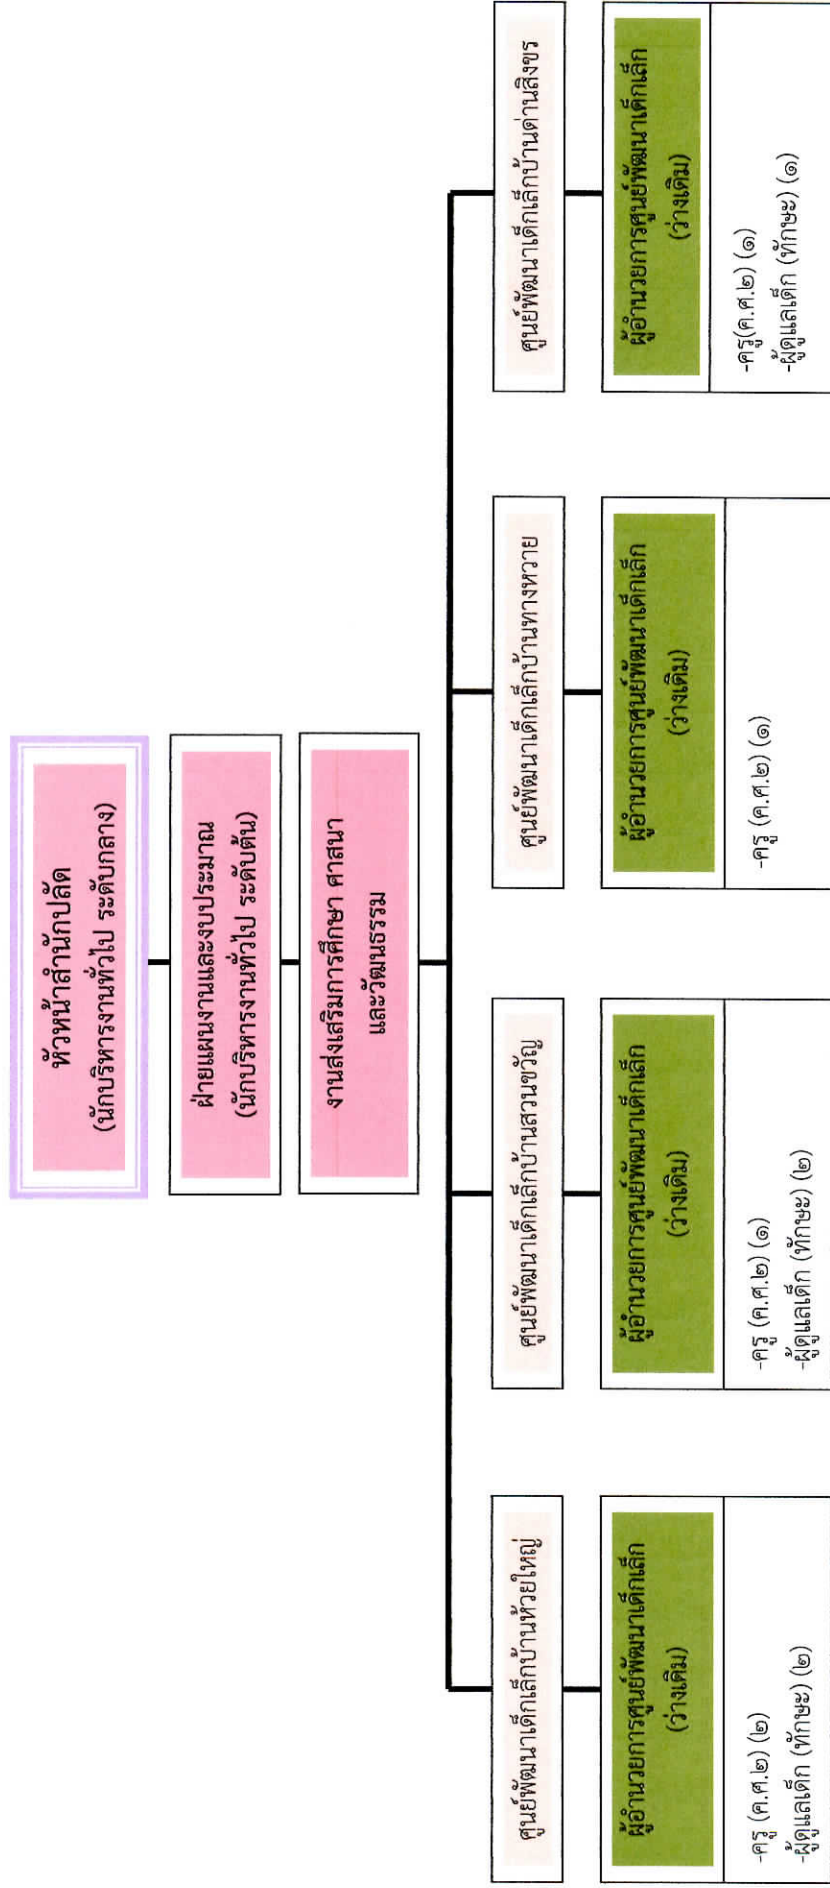 หัวหน้าสำนักปลัด
(นักบริหารงานทั่วไป ระดับกลาง)
ฝ่ายแผนงานและงบประมาณ
(นักบริหารงานทั่วไป ระดับต้น)
งานส่งเสริมการศึกษา ศาสนา
และวัฒนธรรม
ศูนย์พัฒนาเด็กเล็กบ้านห้วยใหญ่
ผู้อำนวยการศูนย์พัฒนาเด็กเล็ก
(ว่างเดิม)
-ครู (ค.ศ.๒) (๒)
-ผู้ดูแลเด็ก (ทักษะ) (๒)
ศูนย์พัฒนาเด็กเล็กบ้านสวนขวัญ
ผู้อำนวยการศูนย์พัฒนาเด็กเล็ก
(ว่างเดิม)
-ครู (ค.ศ.๒) (๑)
-ผู้ดูแลเด็ก (ทักษะ) (๒)
ศูนย์พัฒนาเด็กเล็กบ้านทางหวาย
ผู้อำนวยการศูนย์พัฒนาเด็กเล็ก
(ว่างเดิม)
-ครู (ค.ศ.๒) (๑)
ศูนย์พัฒนาเด็กเล็กบ้านด่านสิงขร
ผู้อำนวยการศูนย์พัฒนาเด็กเล็ก
(ว่างเดิม)
-ครู(ค.ศ.๒) (๑)
-ผู้ดูแลเด็ก (ทักษะ) (๑)